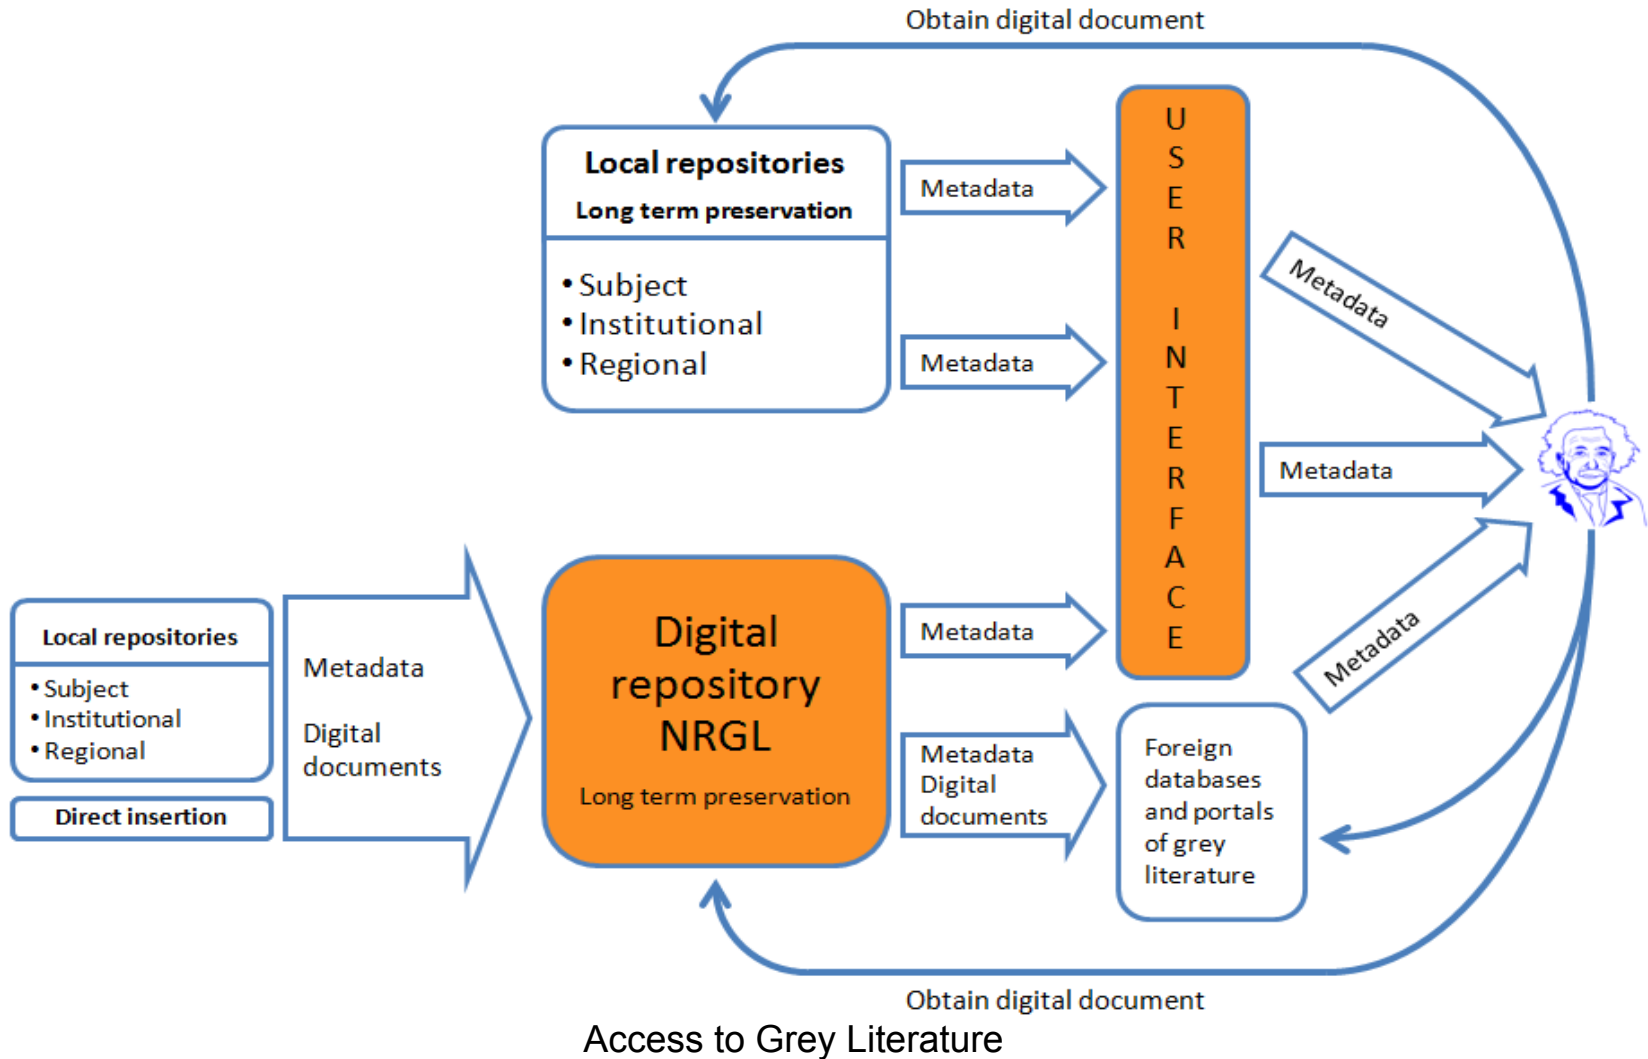 Obtain digital document
Local repositories
Long term preservation
• Subject
• Institutional
• Regional
Metadata
Metadata
USER INTERFACE
Metadata
Metadata
Local repositories
• Subject
• Institutional
• Regional
Direct insertion
Metadata
Digital
documents
Digital
repository
NRGL
Long term preservation
Metadata
Metadata
Digital
documents
Foreign
databases
and portals
of grey
literature
Metadata
Obtain digital document
Access to Grey Literature